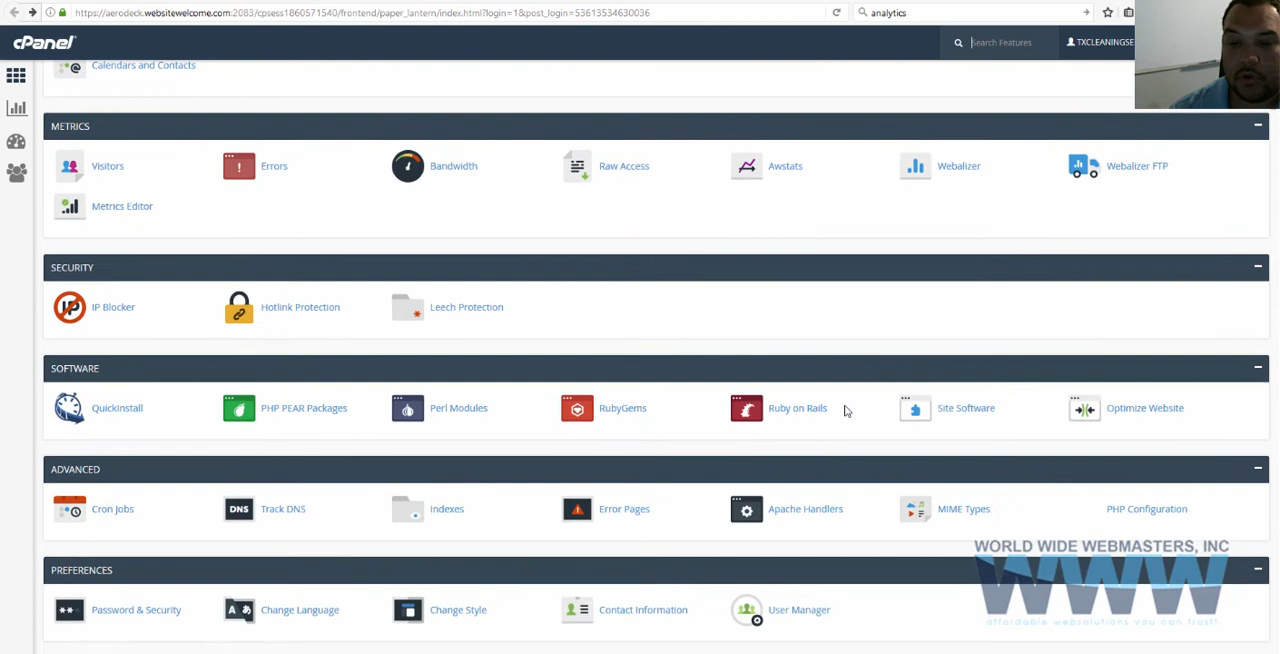 https://aerodeck.websitewelcome.com:2083/cpsess1860571540/frontend/paper_lantern/index.html?login=1&post_login=53613534630036
analytics
cPanel
Search Features
TXCLEANINGSE
Calendars and Contacts
METRICS
Visitors
Errors
Bandwidth
Raw Access
Awstats
Webalizer
Webalizer FTP
Metrics Editor
SECURITY
IP
IP Blocker
Hotlink Protection
Leech Protection
SOFTWARE
QuickInstall
PHP PEAR Packages
Perl Modules
RubyGems
Ruby on Rails
Site Software
Optimize Website
ADVANCED
Cron Jobs
DNS
Track DNS
Indexes
Error Pages
Apache Handlers
MIME Types
PHP Configuration
WORLD WIDE WEBMASTERS, INC
WWW
affordable websolutions you can trust!
PREFERENCES
Password & Security
Change Language
Change Style
Contact Information
User Manager